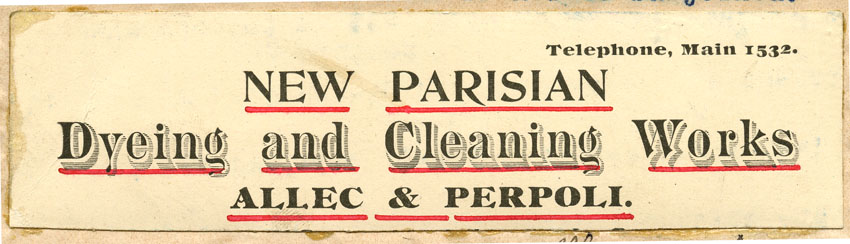 Telephone, Main 1532.
NEW PARISIAN
Dyeing and Cleaning Works
ALLEC & PERPOLI.